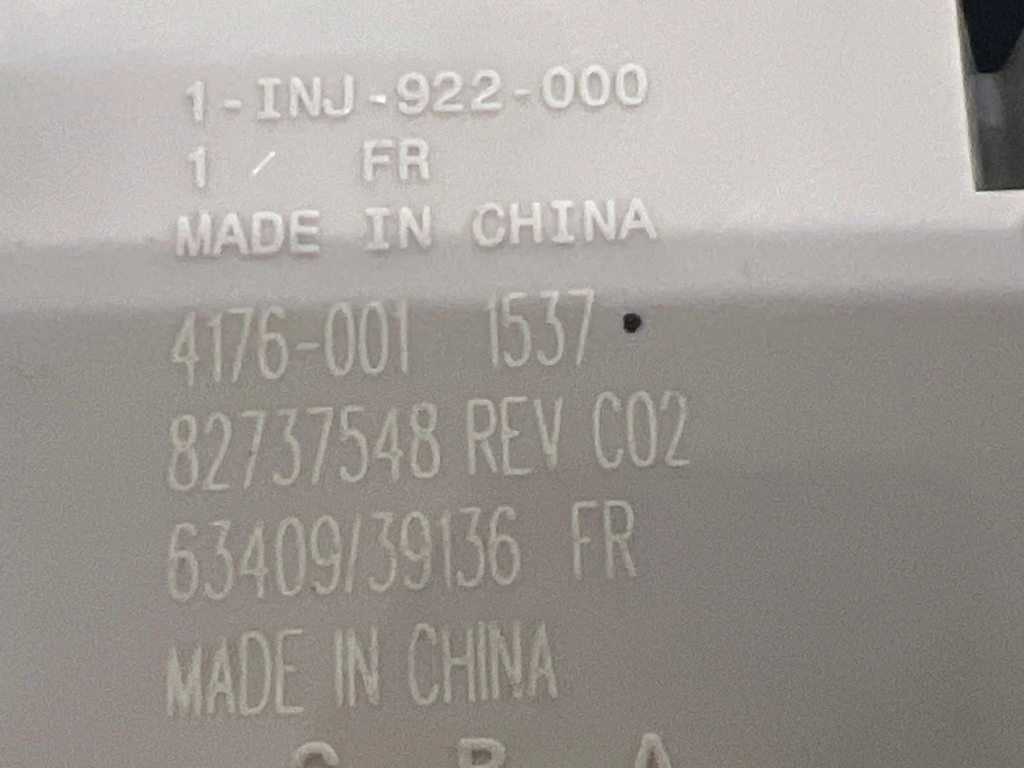 1-INJ-922-000
1 / FR
MADE IN CHINA
4176-001 1537
82737548 REV C02
63409/39136 FR
MADE IN CHINA